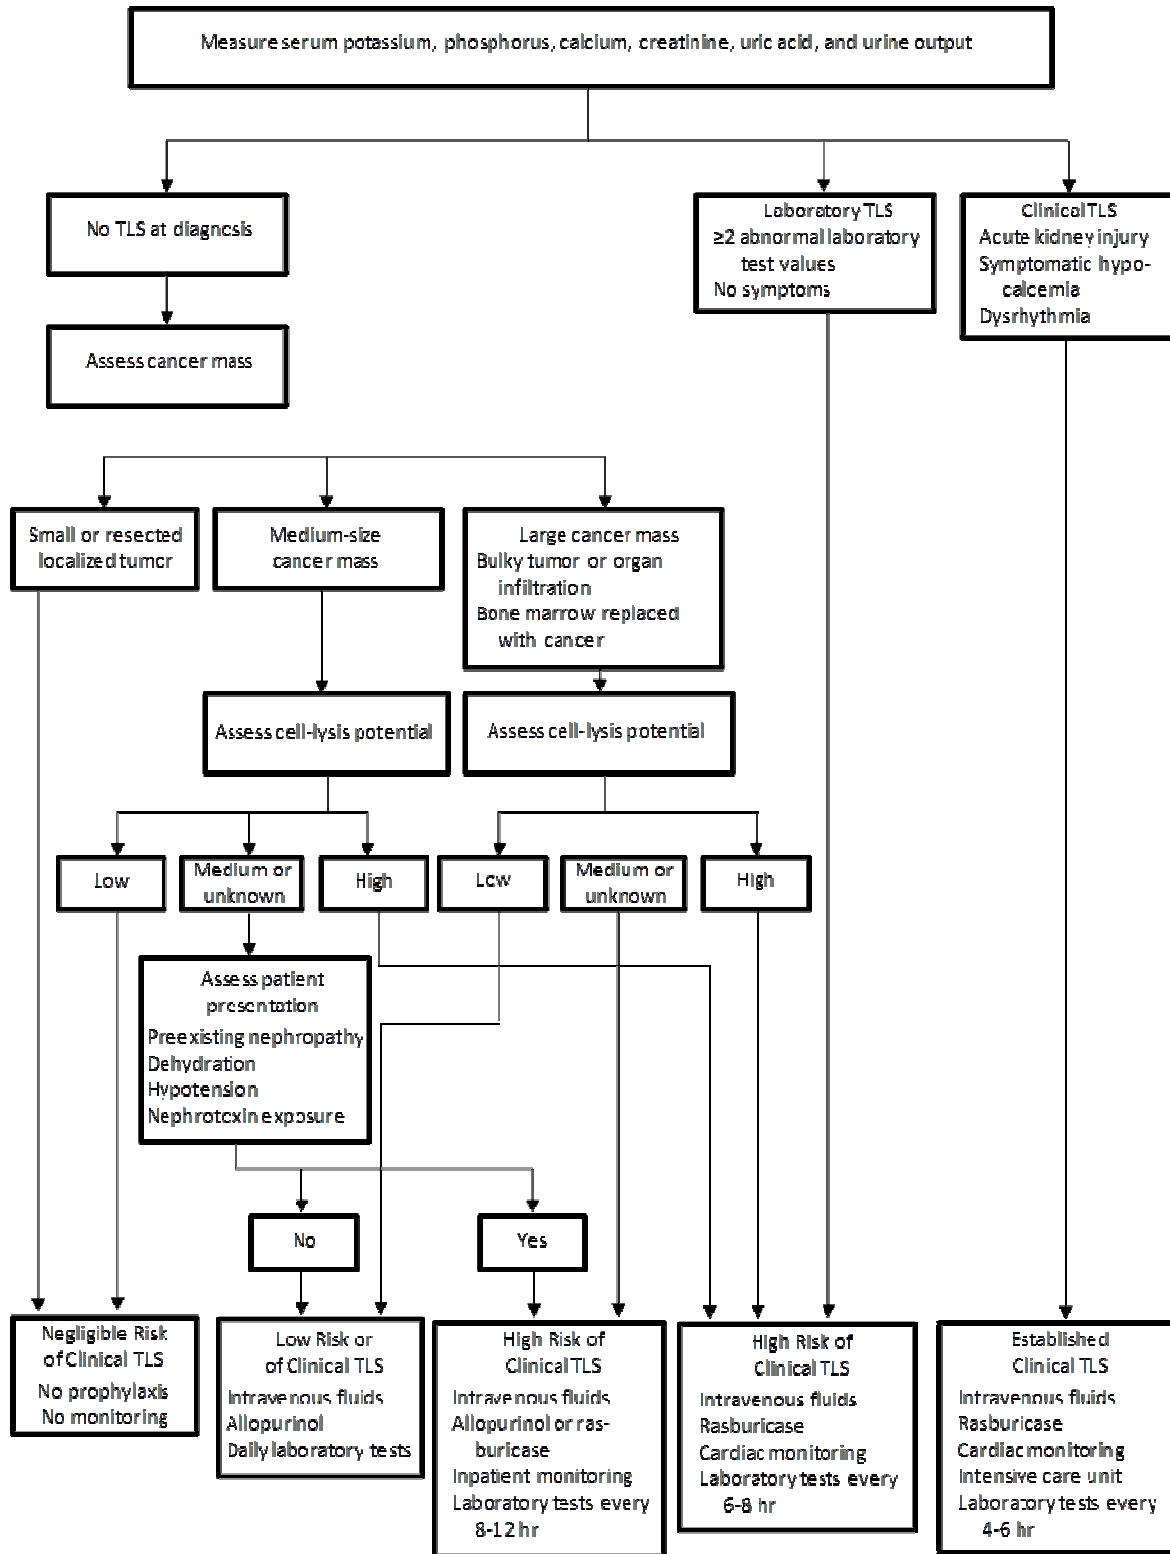 Measure serum potassium, phosphorus, calcium, creatinine, uric acid, and urine output
No TLS at diagnosis
Laboratory TLS
≥2 abnormal laboratory
test values
No symptoms
Clinical TLS
Acute kidney injury
Symptomatic hypo-
calcemia
Dysrhythmia
Assess cancer mass
Small or resected
localized tumor
Medium-size
cancer mass
Large cancer mass
Bulky tumor or organ
infiltration
Bone marrow replaced
with cancer
Assess cell-lysis potential
Assess cell-lysis potential
Low
Medium or
unknown
High
Low
Medium or
unknown
High
Assess patient
presentation
Preexisting nephropathy
Dehydration
Hypotension
Nephrotoxin exposure
No
Yes
Negligible Risk
of Clinical TLS
No prophylaxis
No monitoring
Low Risk or
of Clinical TLS
Intravenous fluids
Allopurinol
Daily laboratory tests
High Risk of
Clinical TLS
Intravenous fluids
Allopurinol or ras-
buricase
Inpatient monitoring
Laboratory tests every
8-12 hr
High Risk of
Clinical TLS
Intravenous fluids
Rasburicase
Cardiac monitoring
Laboratory tests every
6-8 hr
Established
Clinical TLS
Intravenous fluids
Rasburicase
Cardiac monitoring
Intensive care unit
Laboratory tests every
4-6 hr